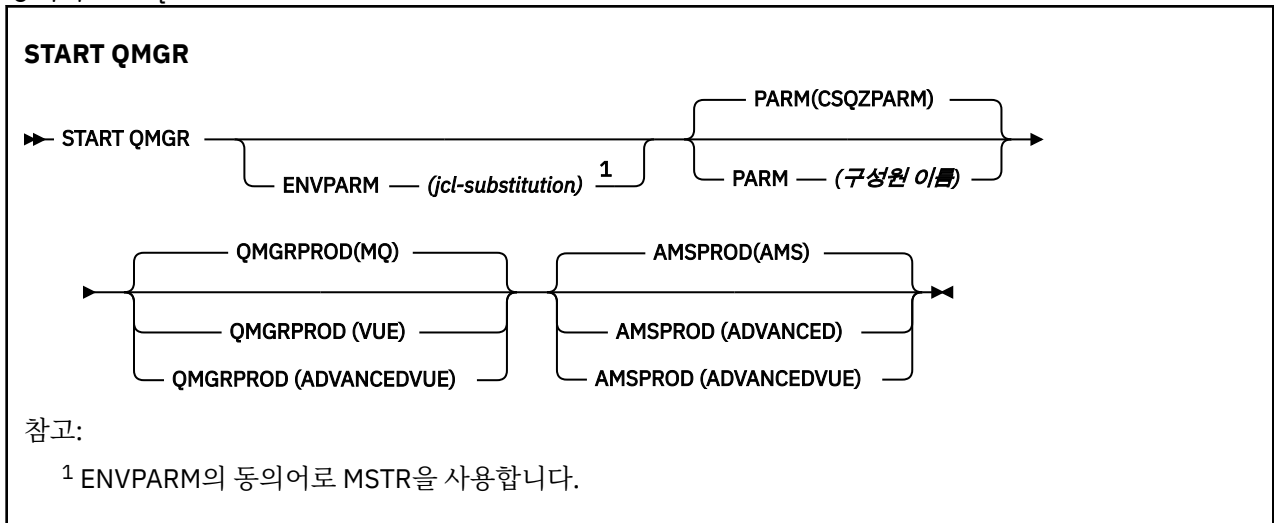 START QMGR
PARM(CSQZPARM)
START QMGR
ENVPARM (jcl-substitution) 1
PARM (구성원 이름)
QMGRPROD(MQ)
AMSPROD(AMS)
QMGRPROD (VUE)
AMSPROD (ADVANCED)
QMGRPROD (ADVANCEDVUE)
AMSPROD (ADVANCEDVUE)
참고:
1 ENVPARM의 동의어로 MSTR을 사용합니다.